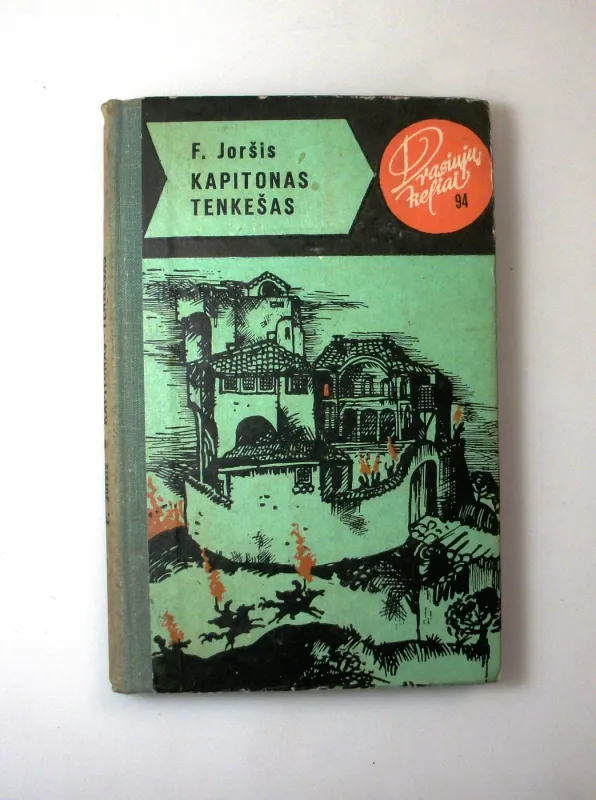 F. Joršis
KAPITONAS
TENKEŠAS
Drąsiųjų
keliai
94